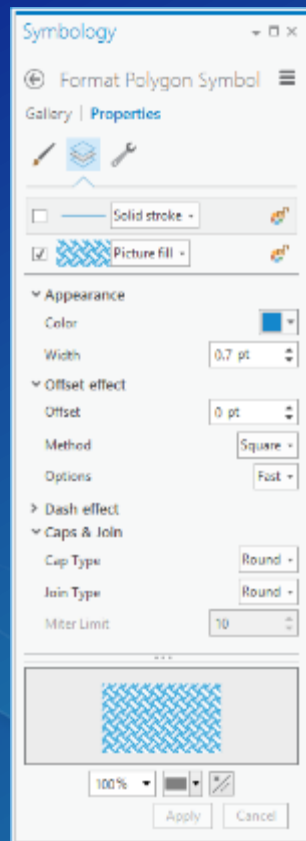 Symbology
Format Polygon Symbol
Gallery | Properties
Solid stroke
Picture fill
Appearance
Color
Width 0.7 pt
Offset effect
Offset 0 pt
Method Square
Options Fast
Dash effect
Caps & Join
Cap Type Round
Join Type Round
Miter Limit 10
100%
Apply Cancel